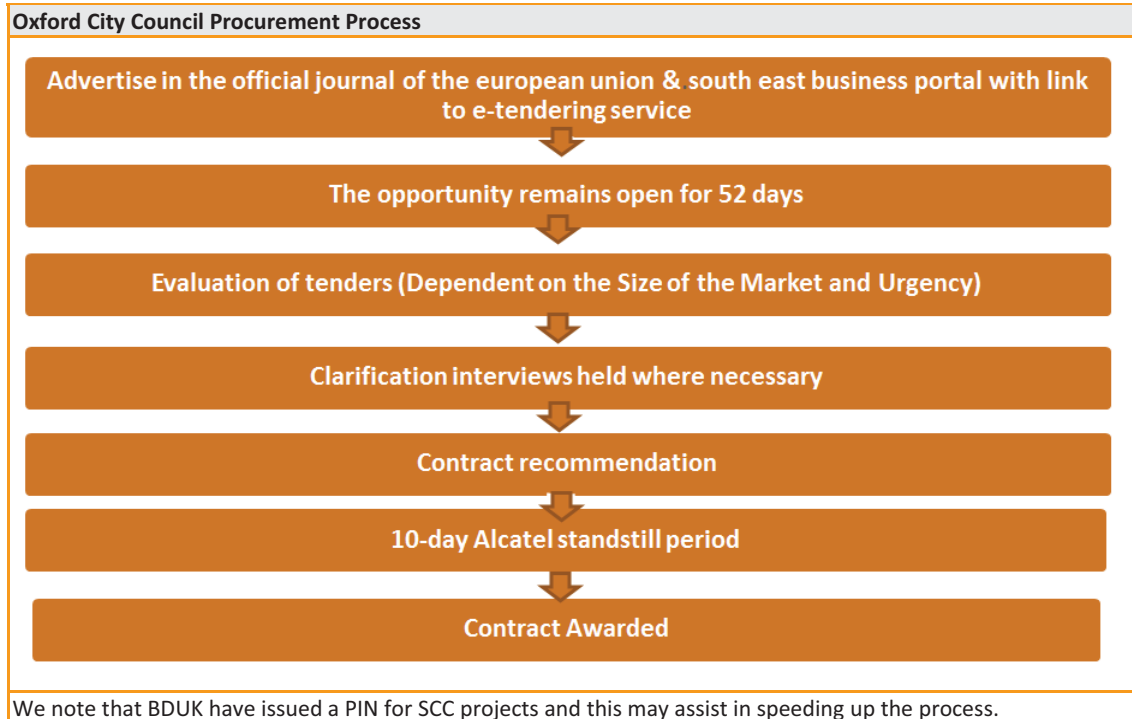 Oxford City Council Procurement Process
Advertise in the official journal of the european union & south east business portal with link
to e-tendering service
The opportunity remains open for 52 days
Evaluation of tenders (Dependent on the Size of the Market and Urgency)
Clarification interviews held where necessary
Contract recommendation
10-day Alcatel standstill period
Contract Awarded
We note that BDUK have issued a PIN for SCC projects and this may assist in speeding up the process.